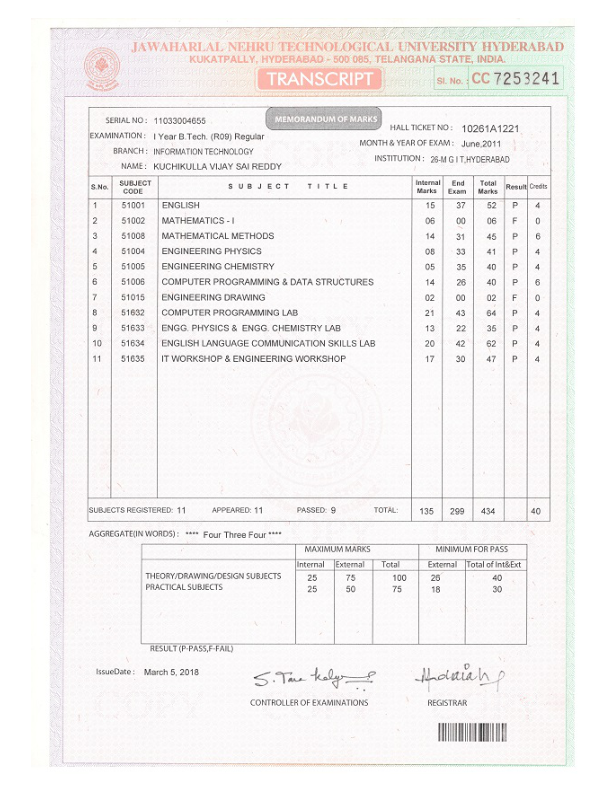 JAWAHARLAL NEHRU TECHNOLOGICAL UNIVERSITY HYDERABAD
KUKATPALLY, HYDERABAD - 500 085, TELANGANA STATE, INDIA.
TRANSCRIPT
Sl. No. CC 7253241
SERIAL NO : 11033004655
MEMORANDUM OF MARKS
HALL TICKET NO : 10261A1221
EXAMINATION : I Year B.Tech. (R09) Regular
MONTH & YEAR OF EXAM : June,2011
BRANCH : INFORMATION TECHNOLOGY
INSTITUTION : 26-M G I T,HYDERABAD
NAME : KUCHIKULLA VIJAY SAI REDDY
S.No. SUBJECT CODE SUBJECT TITLE Internal Marks End Exam Total Marks Result Credits
1 51001 ENGLISH 15 37 52 P 4
2 51002 MATHEMATICS - I 06 00 06 F 0
3 51008 MATHEMATICAL METHODS 14 31 45 P 6
4 51004 ENGINEERING PHYSICS 08 33 41 P 4
5 51005 ENGINEERING CHEMISTRY 05 35 40 P 4
6 51006 COMPUTER PROGRAMMING & DATA STRUCTURES 14 26 40 P 6
7 51015 ENGINEERING DRAWING 02 00 02 F 0
8 51632 COMPUTER PROGRAMMING LAB 21 43 64 P 4
9 51633 ENGG. PHYSICS & ENGG. CHEMISTRY LAB 13 22 35 P 4
10 51634 ENGLISH LANGUAGE COMMUNICATION SKILLS LAB 20 42 62 P 4
11 51635 IT WORKSHOP & ENGINEERING WORKSHOP 17 30 47 P 4
SUBJECTS REGISTERED: 11 APPEARED: 11 PASSED: 9 TOTAL: 135 299 434 40
AGGREGATE(IN WORDS) : **** Four Three Four ****
MAXIMUM MARKS MINIMUM FOR PASS
Internal External Total External Total of Int&Ext
THEORY/DRAWING/DESIGN SUBJECTS 25 75 100 26 40
PRACTICAL SUBJECTS 25 50 75 18 30
RESULT (P-PASS,F-FAIL)
IssueDate : March 5, 2018
CONTROLLER OF EXAMINATIONS
REGISTRAR